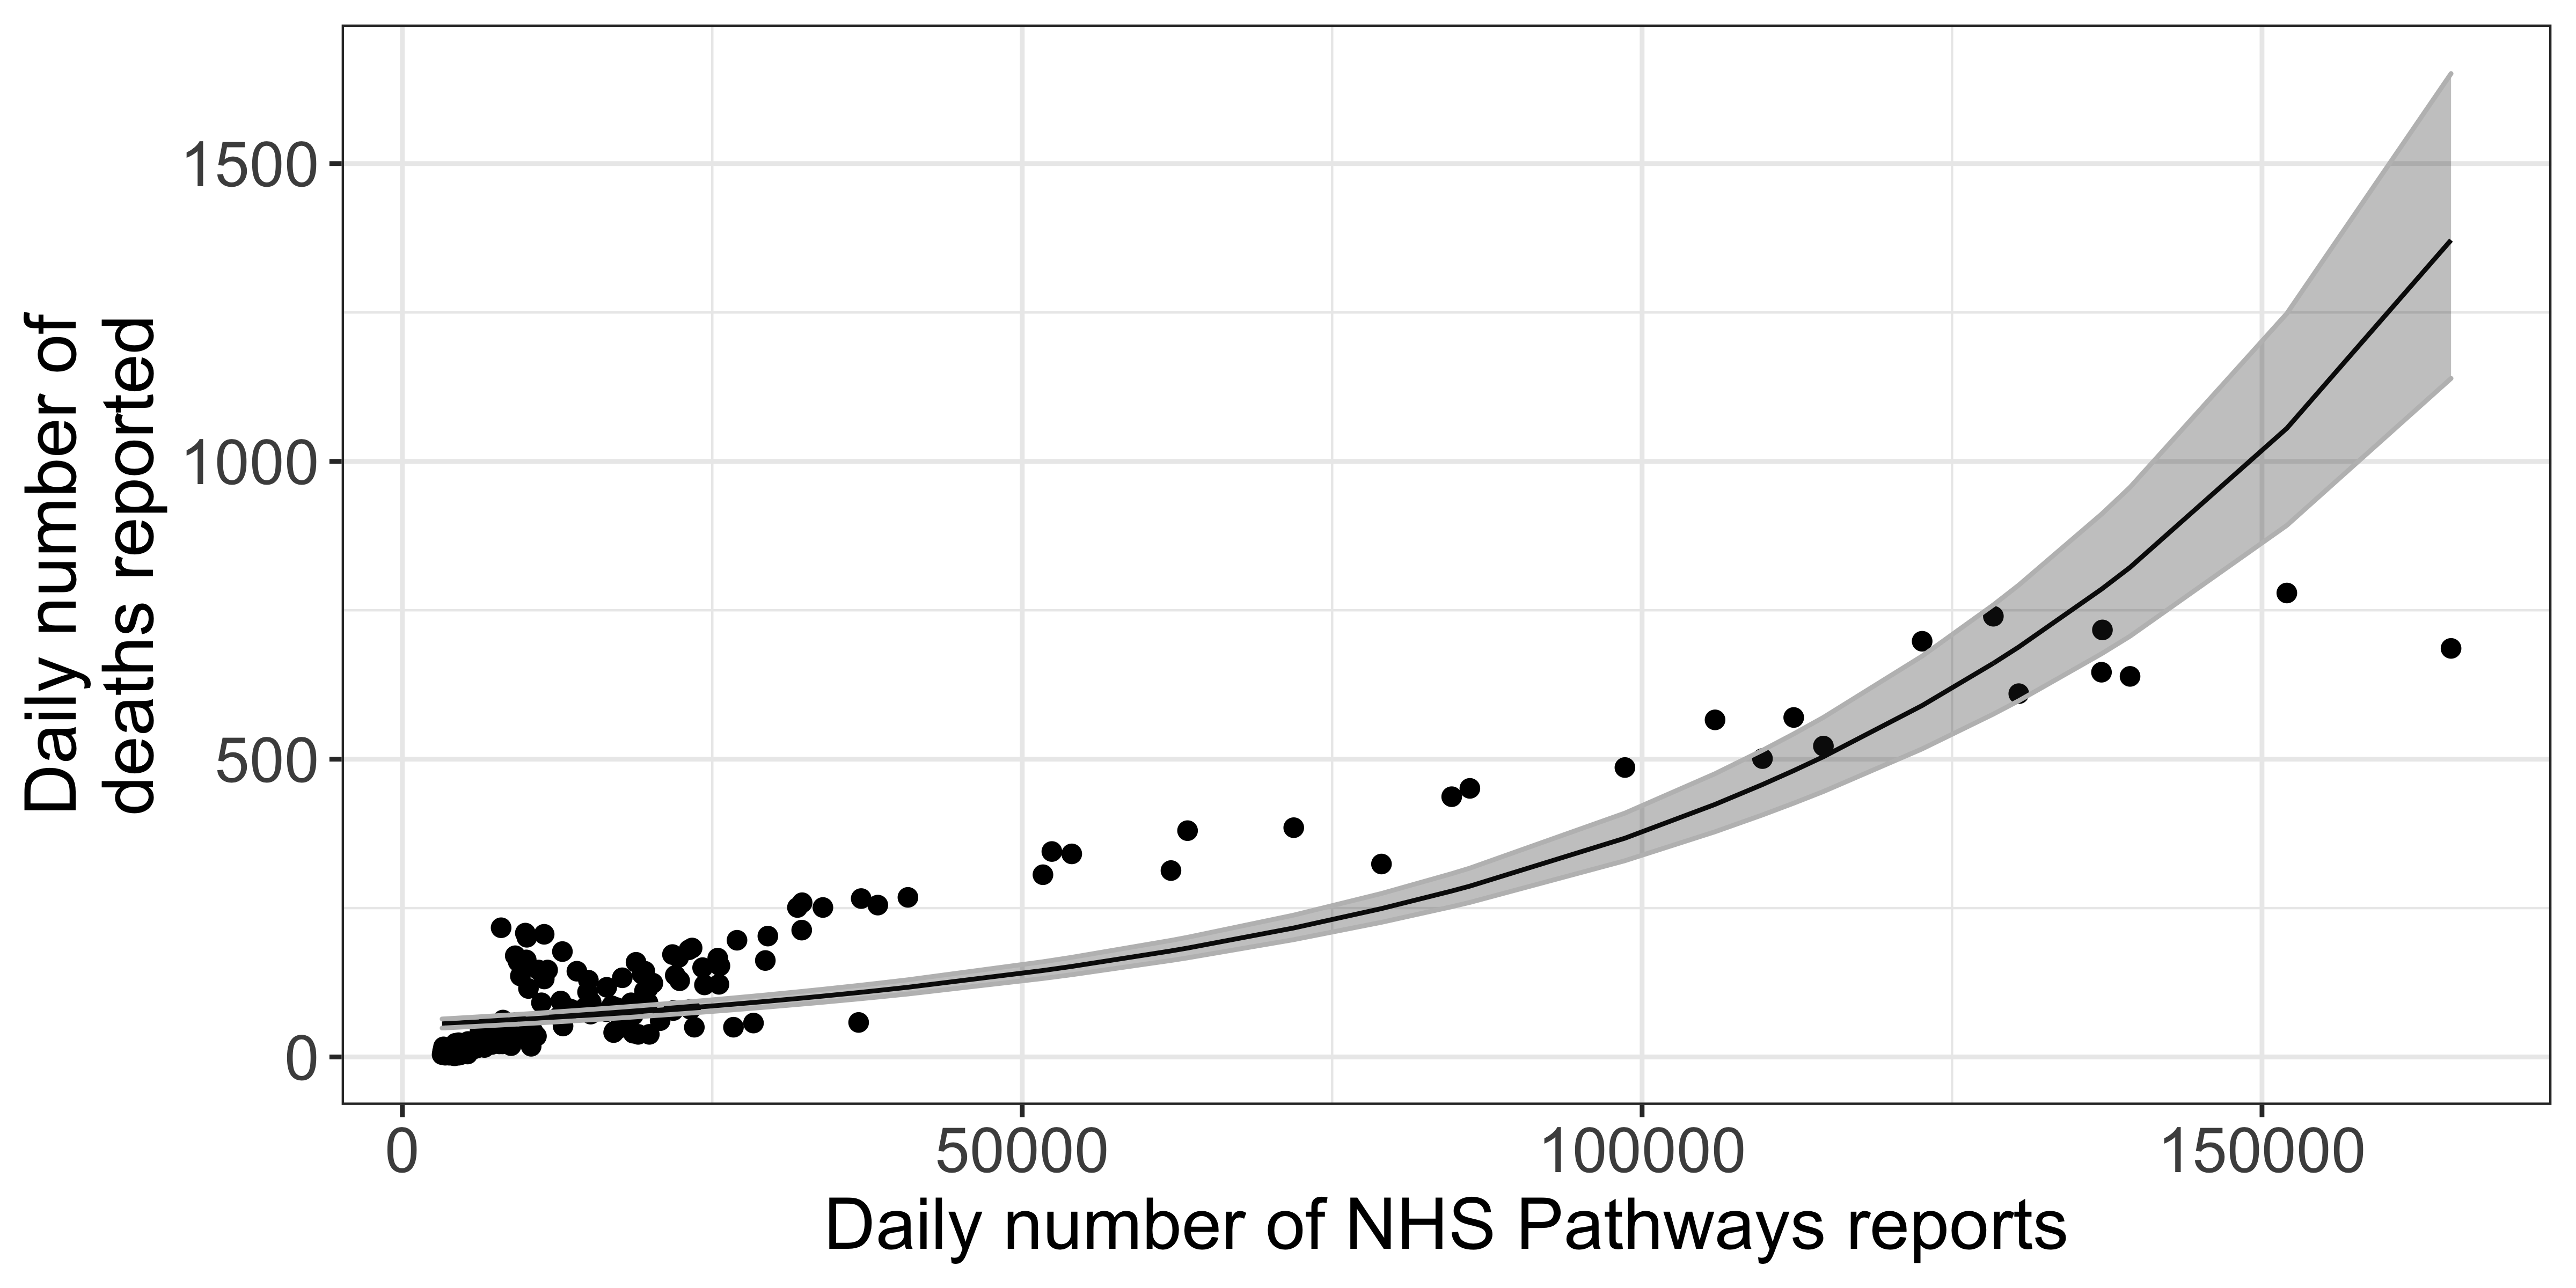 Daily number of
deaths reported
1500
1000
500
0
0 50000 100000 150000
Daily number of NHS Pathways reports